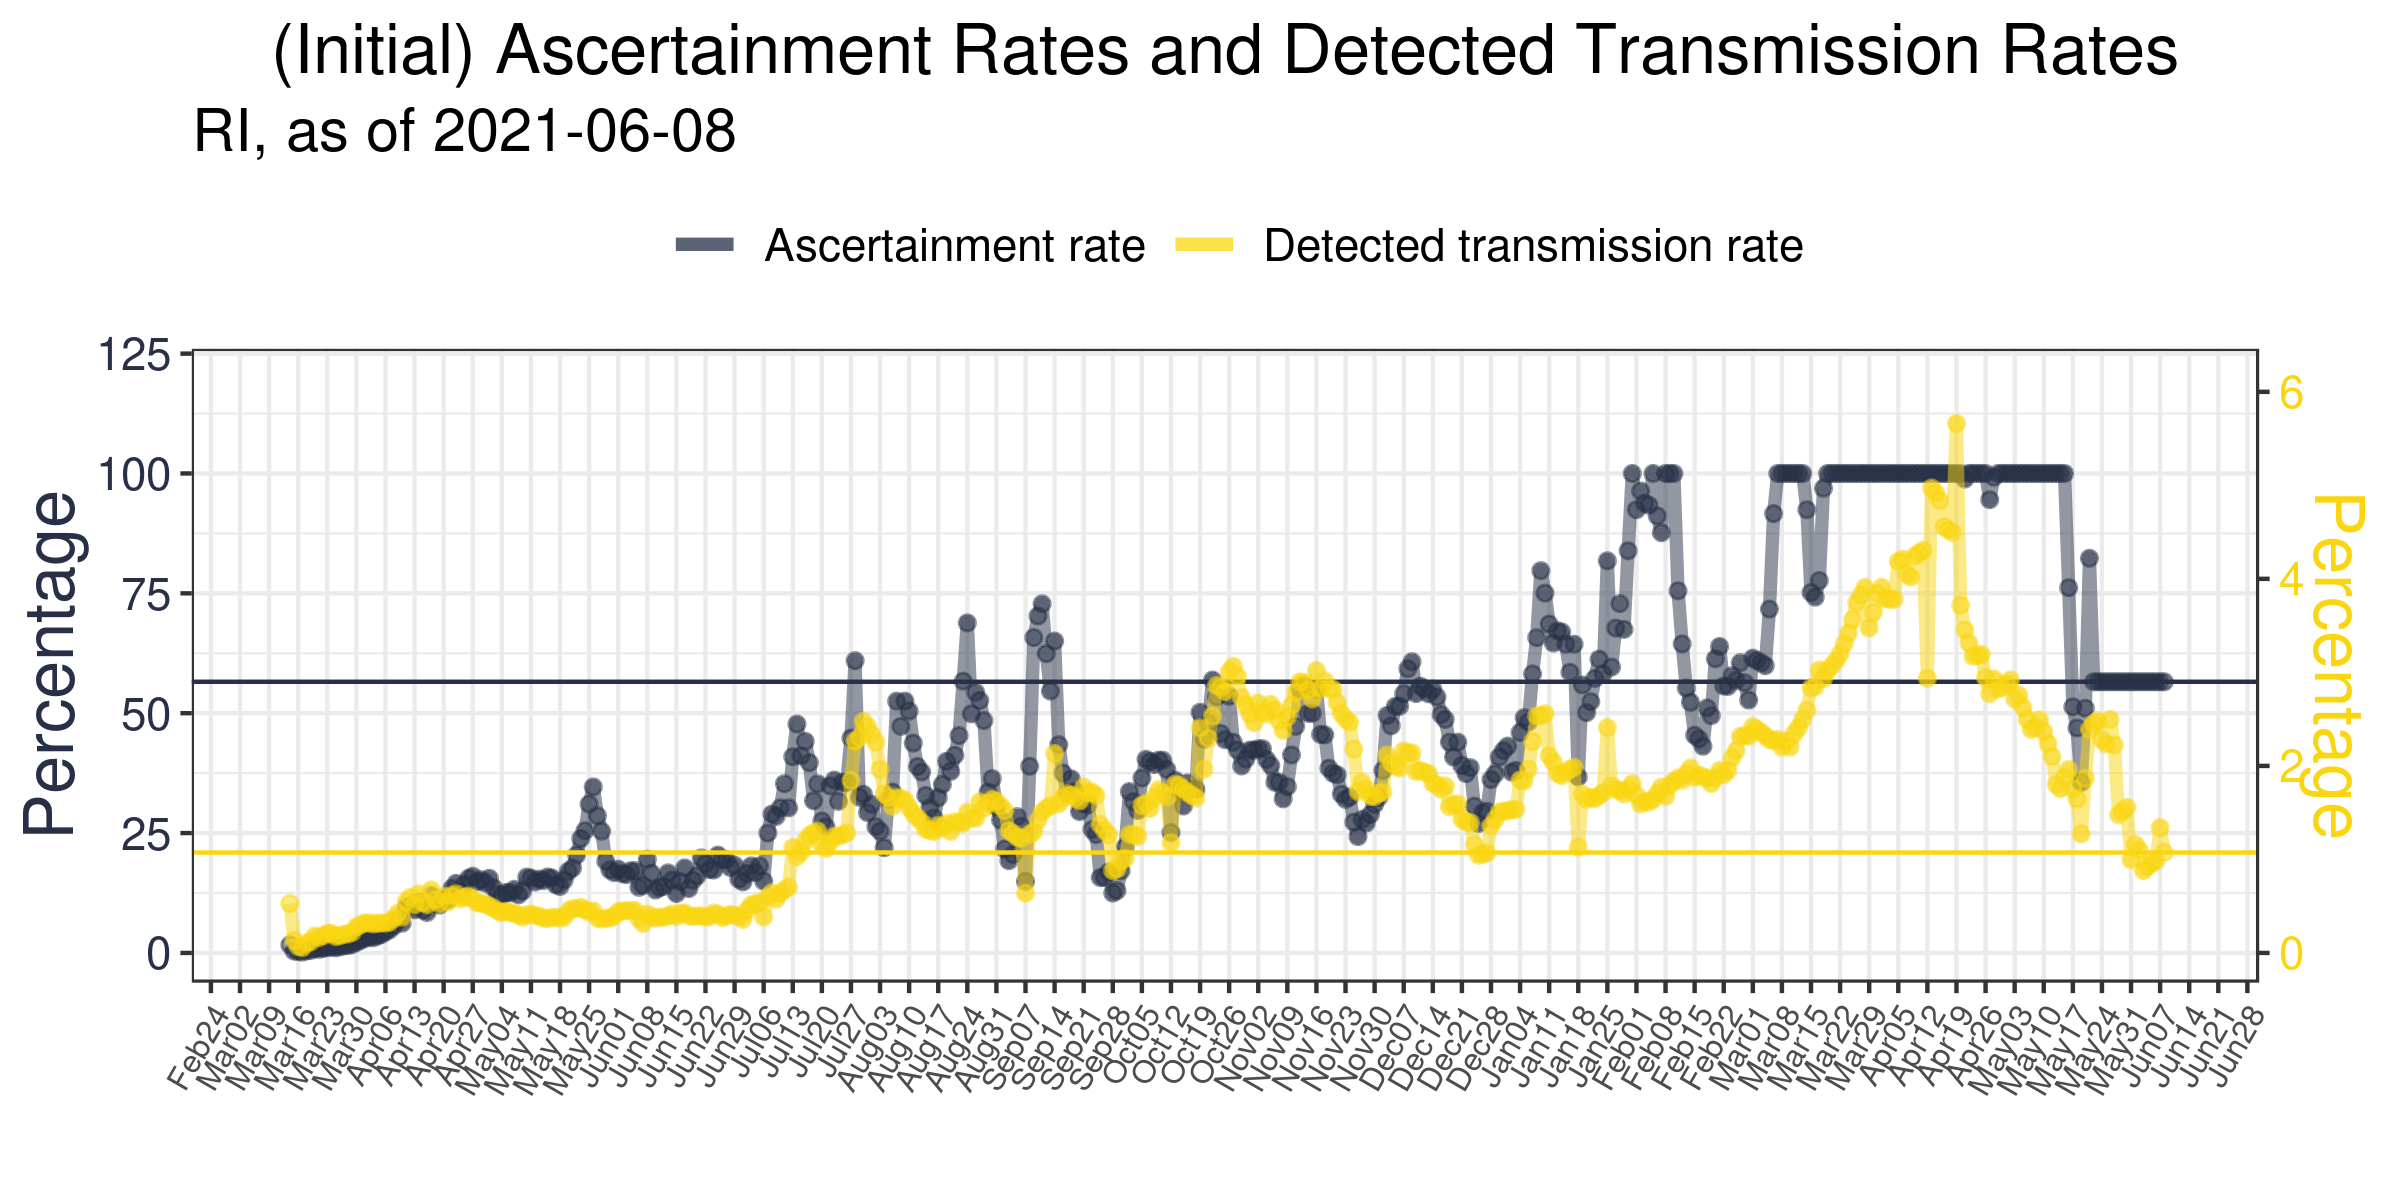 (Initial) Ascertainment Rates and Detected Transmission Rates
RI, as of 2021-06-08
Ascertainment rate
Detected transmission rate
Percentage
125
100
75
50
25
0
6
4
2
0
Percentage
Feb24
Mar02
Mar09
Mar16
Mar23
Mar30
Apr06
Apr13
Apr20
Apr27
May04
May11
May18
May25
Jun01
Jun08
Jun15
Jun22
Jun29
Jul06
Jul13
Jul20
Jul27
Aug03
Aug10
Aug17
Aug24
Aug31
Sep07
Sep14
Sep21
Sep28
Oct05
Oct12
Oct19
Oct26
Nov02
Nov09
Nov16
Nov23
Nov30
Dec07
Dec14
Dec21
Dec28
Jan04
Jan11
Jan18
Jan25
Feb01
Feb08
Feb15
Feb22
Mar01
Mar08
Mar15
Mar22
Mar29
Apr05
Apr12
Apr19
Apr26
May03
May10
May17
May24
May31
Jun07
Jun14
Jun21
Jun28